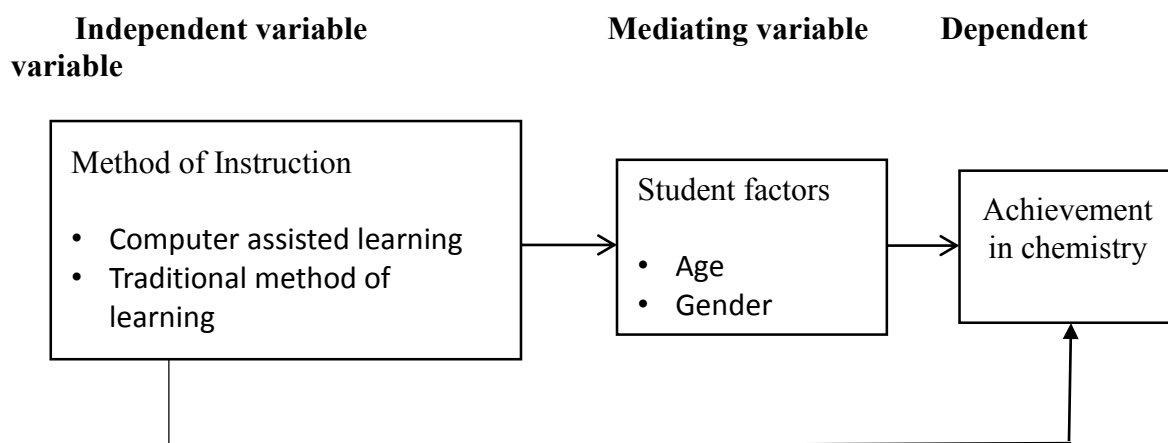 Independent variable Mediating variable Dependent
variable
Method of Instruction
• Computer assisted learning
• Traditional method of
learning
Student factors
• Age
• Gender
Achievement
in chemistry